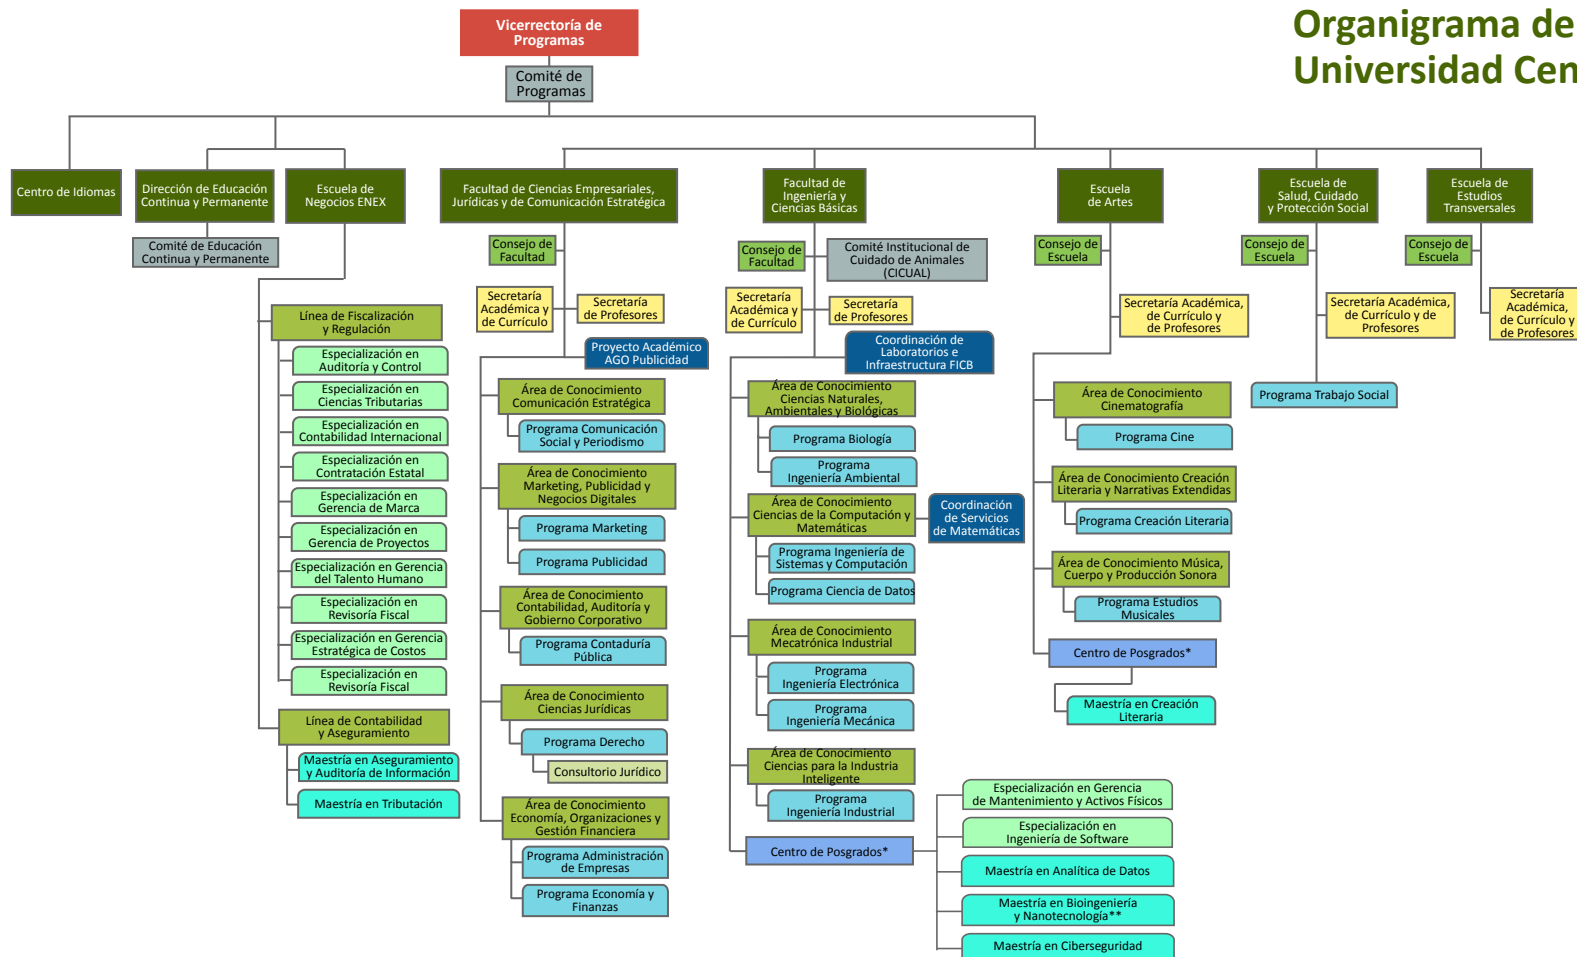 Organigrama de
Universidad Cen
Vicerrectoría de
Programas
Comité de
Programas
Centro de Idiomas
Dirección de Educación
Continua y Permanente
Comité de Educación
Continua y Permanente
Escuela de
Negocios ENEX
Línea de Fiscalización
y Regulación
Especialización en
Auditoría y Control
Especialización en
Ciencias Tributarias
Especialización en
Contabilidad Internacional
Especialización en
Contratación Estatal
Especialización en
Gerencia de Marca
Especialización en
Gerencia de Proyectos
Especialización en Gerencia
del Talento Humano
Especialización en
Revisoría Fiscal
Especialización en Gerencia
Estratégica de Costos
Especialización en
Revisoría Fiscal
Línea de Contabilidad
y Aseguramiento
Maestría en Aseguramiento
y Auditoría de Información
Maestría en Tributación
Facultad de Ciencias Empresariales,
Jurídicas y de Comunicación Estratégica
Consejo de
Facultad
Secretaría
Académica y
de Currículo
Secretaría
de Profesores
Proyecto Académico
AGO Publicidad
Área de Conocimiento
Comunicación Estratégica
Programa Comunicación
Social y Periodismo
Área de Conocimiento
Marketing, Publicidad y
Negocios Digitales
Programa Marketing
Programa Publicidad
Área de Conocimiento
Contabilidad, Auditoría y
Gobierno Corporativo
Programa Contaduría
Pública
Área de Conocimiento
Ciencias Jurídicas
Programa Derecho
Consultorio Jurídico
Área de Conocimiento
Economía, Organizaciones y
Gestión Financiera
Programa Administración
de Empresas
Programa Economía y
Finanzas
Facultad de
Ingeniería y
Ciencias Básicas
Consejo de
Facultad
Comité Institucional de
Cuidado de Animales
(CICUAL)
Secretaría
Académica y
de Currículo
Secretaría
de Profesores
Coordinación de
Laboratorios e
Infraestructura FICB
Área de Conocimiento
Ciencias Naturales,
Ambientales y Biológicas
Programa Biología
Programa
Ingeniería Ambiental
Área de Conocimiento
Ciencias de la Computación y
Matemáticas
Coordinación
de Servicios
de Matemáticas
Programa Ingeniería de
Sistemas y Computación
Programa Ciencia de Datos
Área de Conocimiento
Mecatrónica Industrial
Programa
Ingeniería Electrónica
Programa
Ingeniería Mecánica
Área de Conocimiento
Ciencias para la Industria
Inteligente
Programa
Ingeniería Industrial
Centro de Posgrados*
Especialización en Gerencia
de Mantenimiento y Activos Físicos
Especialización en
Ingeniería de Software
Maestría en Analítica de Datos
Maestría en Bioingeniería
y Nanotecnología**
Maestría en Ciberseguridad
Escuela
de Artes
Consejo de
Escuela
Secretaría Académica,
de Currículo y
de Profesores
Área de Conocimiento
Cinematografía
Programa Cine
Área de Conocimiento Creación
Literaria y Narrativas Extendidas
Programa Creación Literaria
Área de Conocimiento Música,
Cuerpo y Producción Sonora
Programa Estudios
Musicales
Centro de Posgrados*
Maestría en Creación
Literaria
Escuela de
Salud, Cuidado
y Protección Social
Consejo de
Escuela
Secretaría Académica,
de Currículo y de
Profesores
Programa Trabajo Social
Escuela de
Estudios
Transversales
Consejo de
Escuela
Secretaría
Académica,
de Currículo y
de Profesores